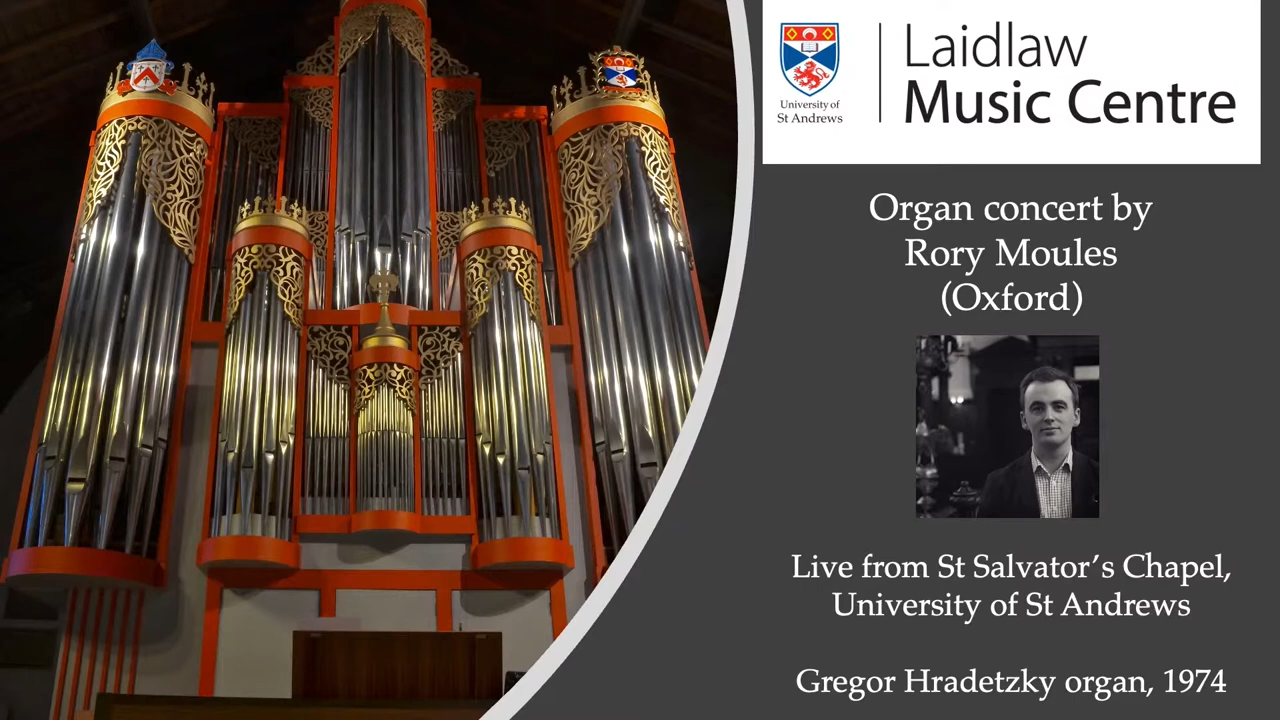 University of
St Andrews
Laidlaw
Music Centre
Organ concert by
Rory Moules
(Oxford)
Live from St Salvator’s Chapel,
University of St Andrews
Gregor Hradetzky organ, 1974